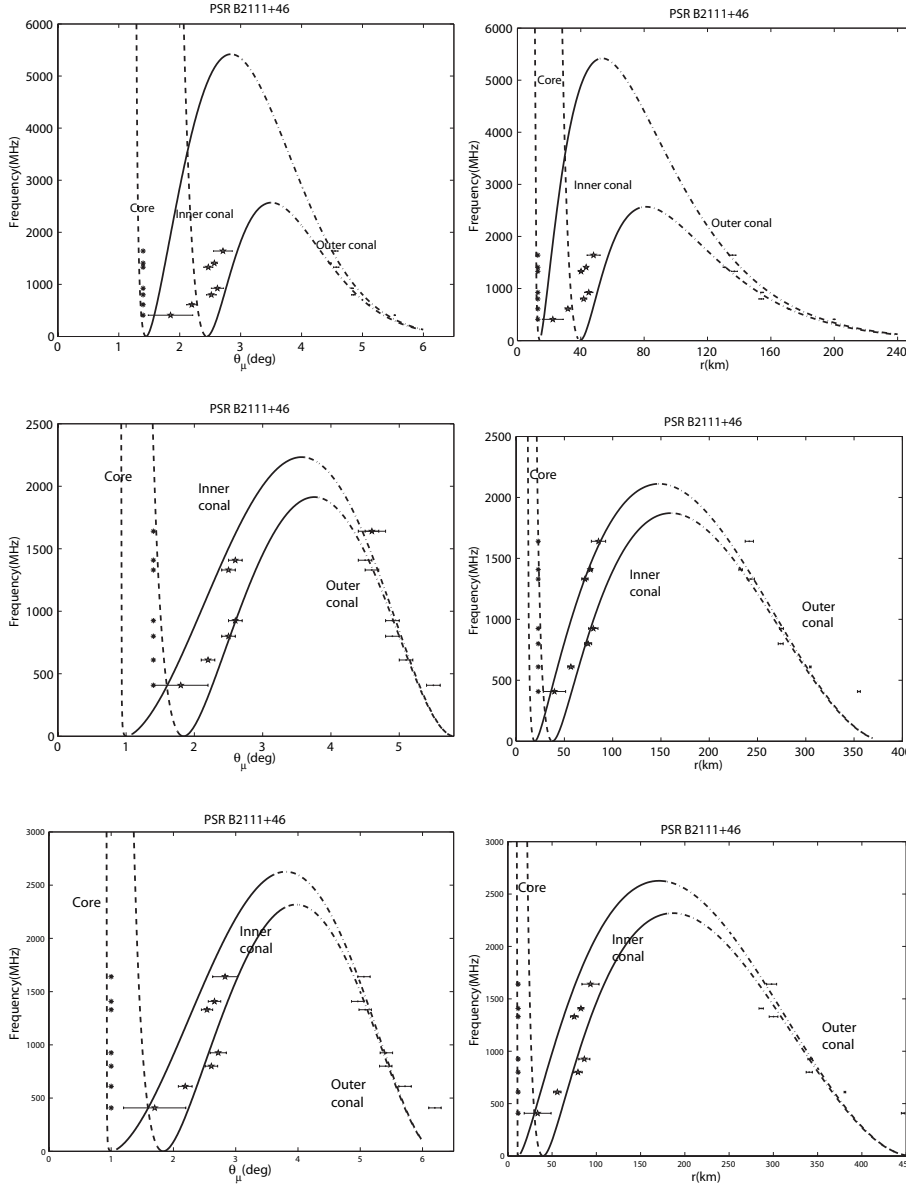 PSR B2111+46
Frequency(MHz)
6000
5000
4000
3000
2000
1000
0
Core
Inner conal
Outer conal
0 1 2 3 4 5 6
θμ(deg)
PSR B2111+46
Frequency(MHz)
6000
5000
4000
3000
2000
1000
0
Core
Inner conal
Outer conal
0 40 80 120 160 200 240
r(km)
PSR B2111+46
Frequency(MHz)
2500
2000
1500
1000
500
0
Core
Inner
conal
Outer
conal
0 1 2 3 4 5
θμ(deg)
PSR B2111+46
Frequency(MHz)
2500
2000
1500
1000
500
0
Core
Inner
conal
Outer
conal
0 50 100 150 200 250 300 350 400
r(km)
PSR B2111+46
Frequency(MHz)
3000
2500
2000
1500
1000
500
0
Core
Inner
conal
Outer
conal
0 1 2 3 4 5 6
θμ(deg)
PSR B2111+46
Frequency(MHz)
3000
2500
2000
1500
1000
500
0
Core
Inner
conal
Outer
conal
0 50 100 150 200 250 300 350 400 450
r(km)